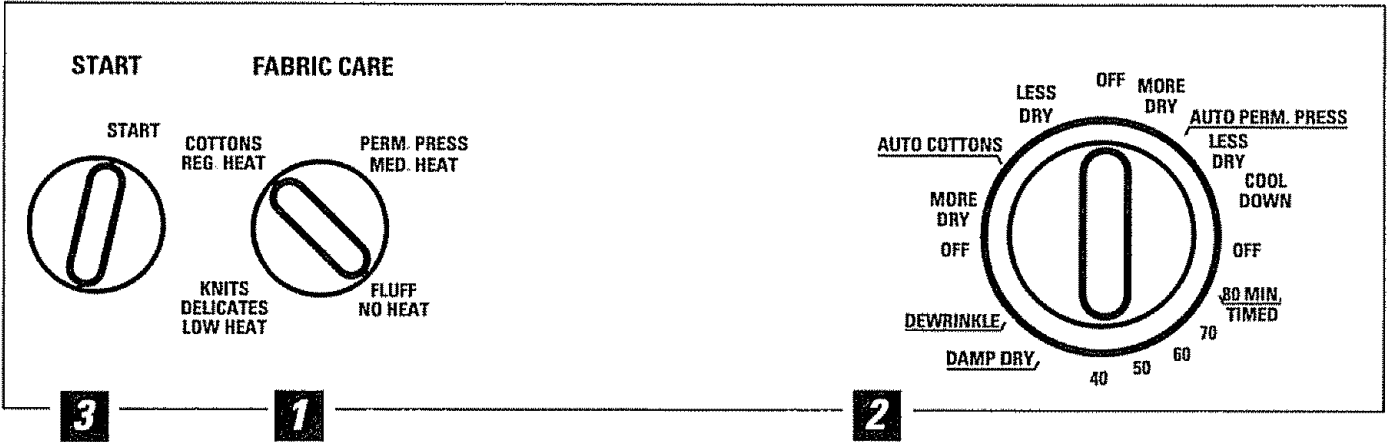 START
FABRIC CARE
START
COTTONS
REG. HEAT
PERM. PRESS
MED. HEAT
KNITS
DELICATES
LOW HEAT
FLUFF
NO HEAT
OFF
MORE
DRY
AUTO PERM. PRESS
LESS
DRY
COOL
DOWN
OFF
80 MIN.
TIMED
70
60
50
40
DAMP DRY
DEWRINKLE
OFF
MORE
DRY
AUTO COTTONS
LESS
DRY
3
1
2